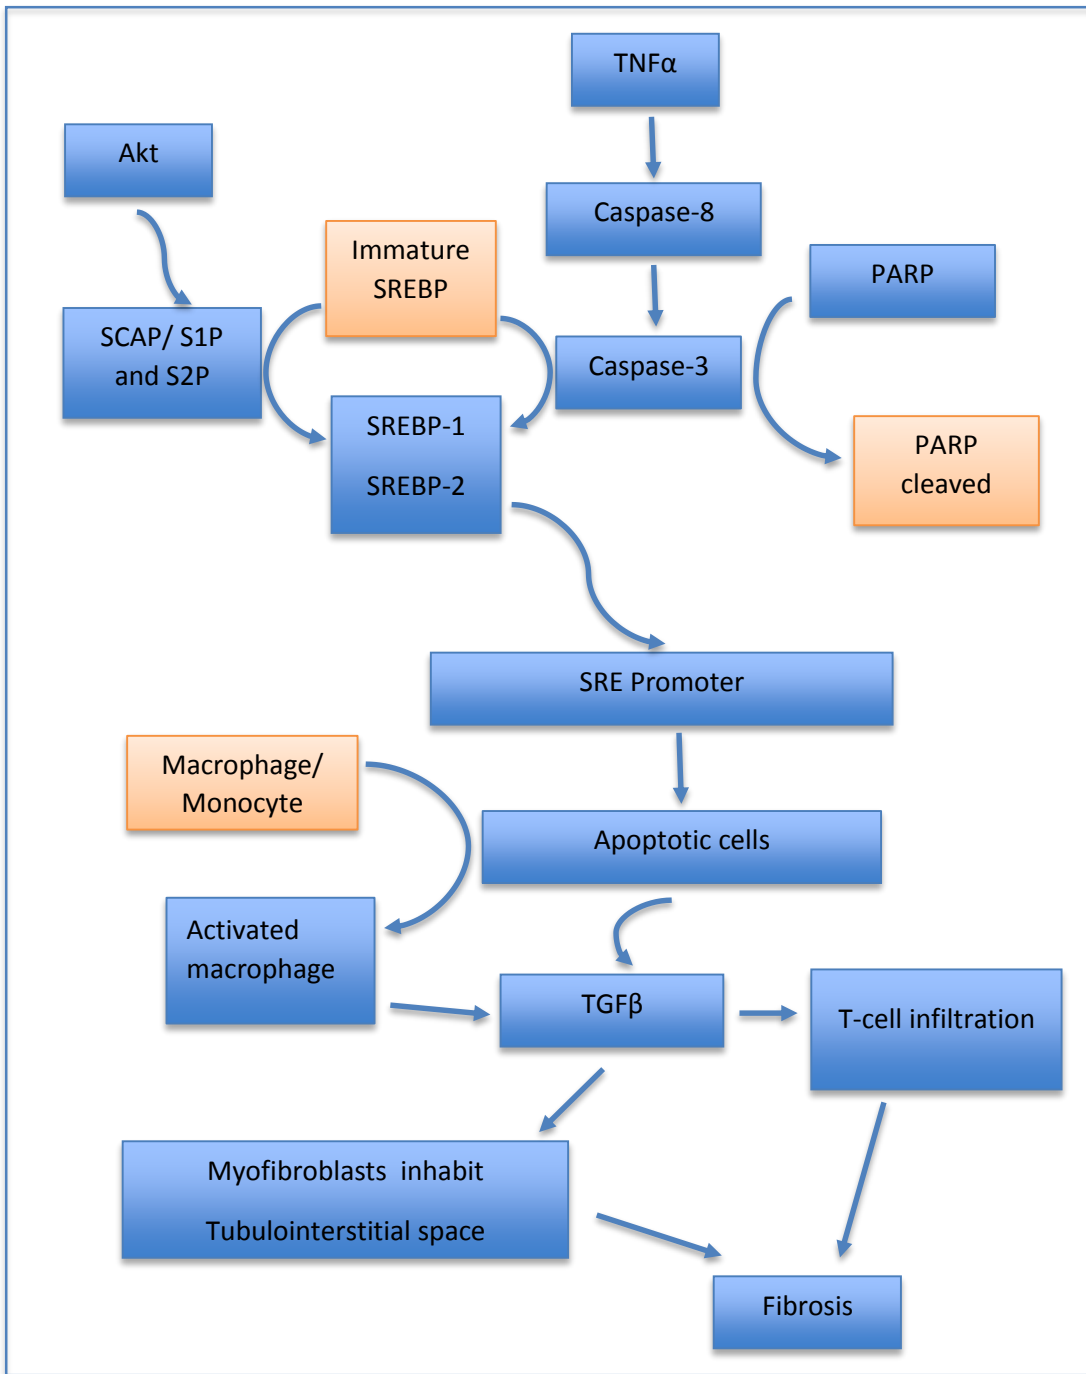 TNFα
Akt
Caspase-8
Immature
SREBP
PARP
SCAP/ S1P
and S2P
Caspase-3
SREBP-1
SREBP-2
PARP
cleaved
SRE Promoter
Macrophage/
Monocyte
Apoptotic cells
Activated
macrophage
TGFβ
T-cell infiltration
Myofibroblasts inhabit
Tubulointerstitial space
Fibrosis